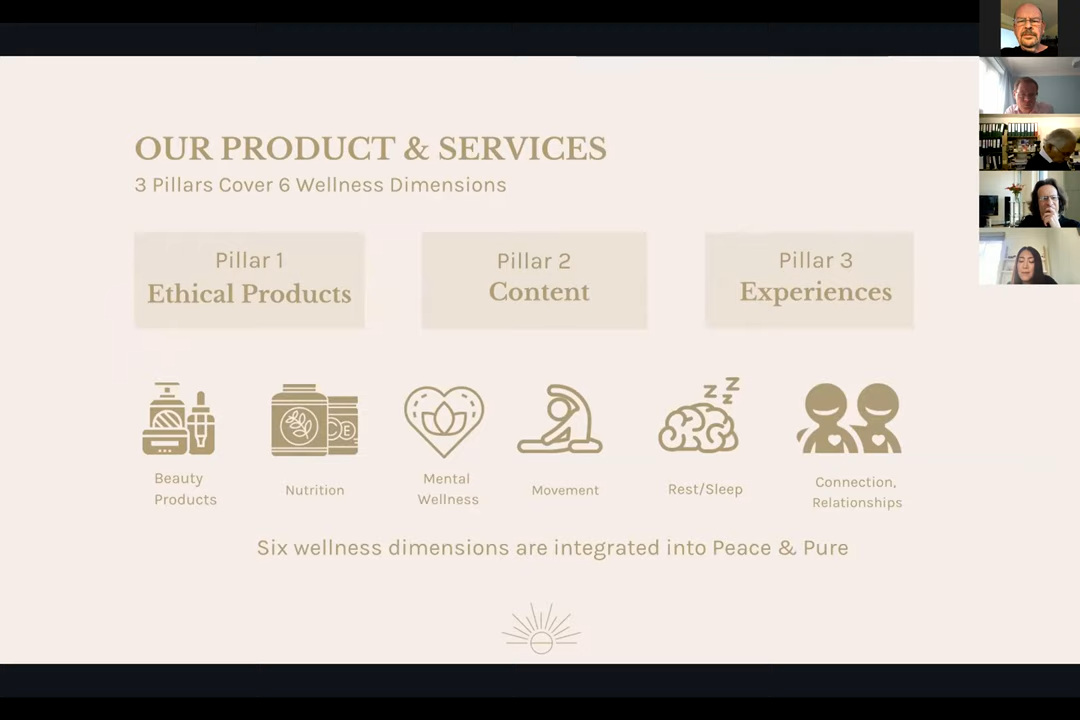 OUR PRODUCT & SERVICES
3 Pillars Cover 6 Wellness Dimensions
Pillar 1
Ethical Products
Pillar 2
Content
Pillar 3
Experiences
Z Z
Z
E
Beauty
Products
Nutrition
Mental
Wellness
Movement
Rest/Sleep
Connection,
Relationships
Six wellness dimensions are integrated into Peace & Pure